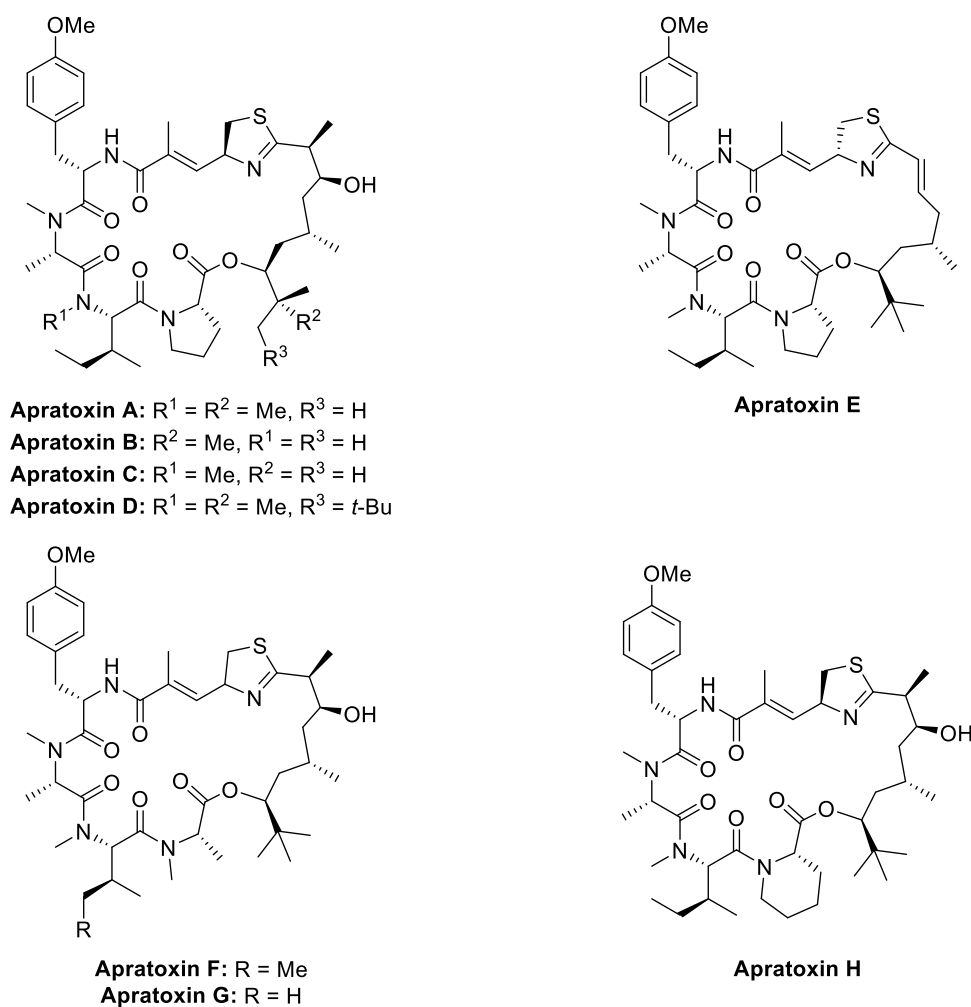 OMe
S
H
N
N
OH
O
O
N
O
O
O
O
N
R¹
N
R²
R³
Apratoxin A: R¹ = R² = Me, R³ = H
Apratoxin B: R² = Me, R¹ = R³ = H
Apratoxin C: R¹ = Me, R² = R³ = H
Apratoxin D: R¹ = R² = Me, R³ = t-Bu
OMe
S
H
N
N
O
O
N
O
O
O
O
N
N
Apratoxin E
OMe
S
H
N
N
OH
O
O
N
O
O
O
O
N
N
R
Apratoxin F: R = Me
Apratoxin G: R = H
OMe
S
H
N
N
OH
O
O
N
O
O
O
O
N
N
Apratoxin H